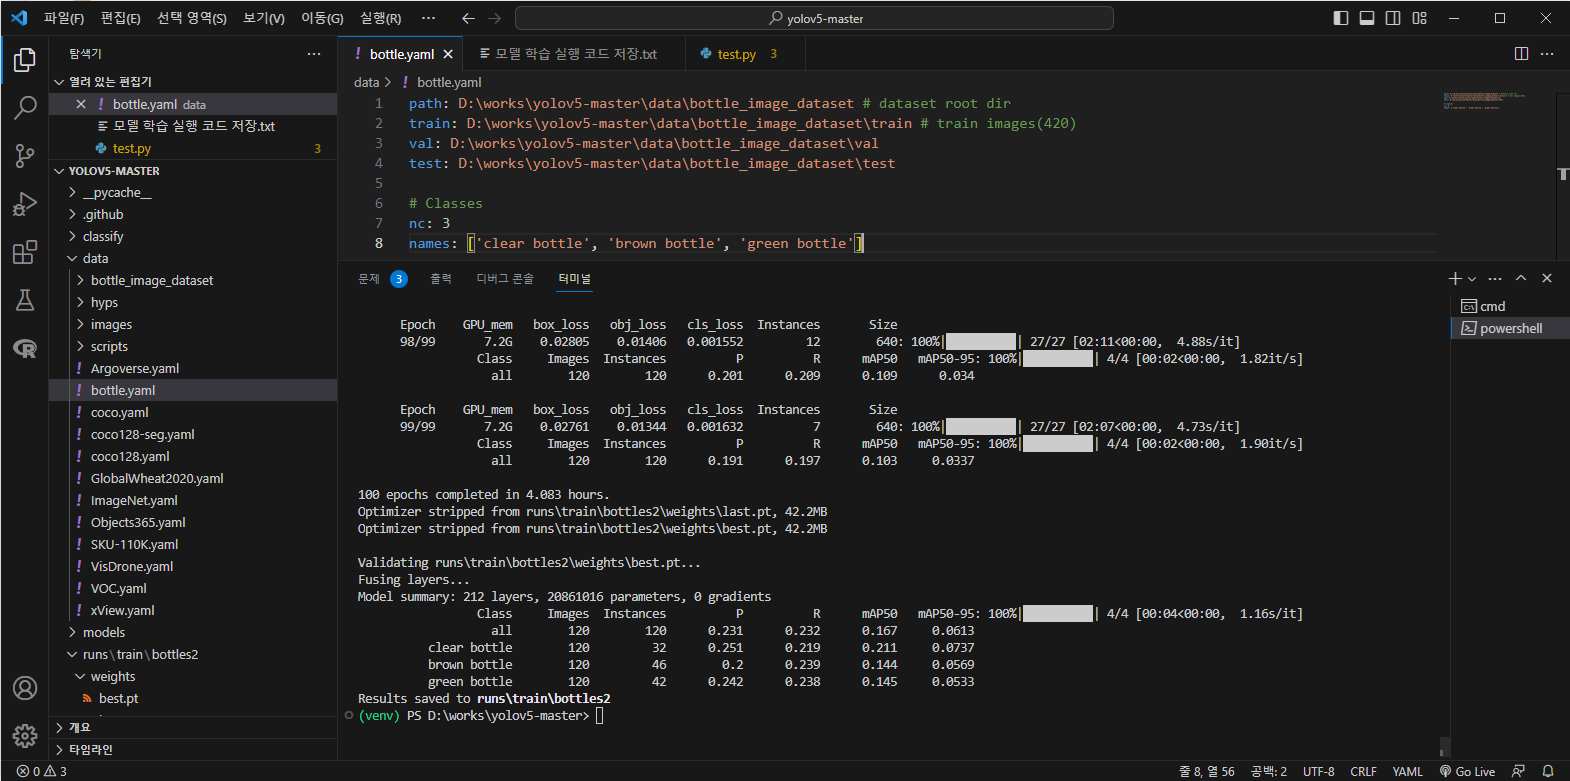 파일(F) 편집(E) 선택 영역(S) 보기(V) 이동(G) 실행(R) ··· yolov5-master
탐색기
열려 있는 편집기
bottle.yaml data
모델 학습 실행 코드 저장.txt
test.py 3
YOLOV5-MASTER
__pycache__
.github
classify
data
bottle_image_dataset
hyps
images
scripts
Argoverse.yaml
bottle.yaml
coco.yaml
coco128-seg.yaml
coco128.yaml
GlobalWheat2020.yaml
ImageNet.yaml
Objects365.yaml
SKU-110K.yaml
VisDrone.yaml
VOC.yaml
xView.yaml
models
runs\train\bottles2
weights
best.pt
개요
타임라인
bottle.yaml 모델 학습 실행 코드 저장.txt test.py 3
data > ! bottle.yaml
1 path: D:\works\yolov5-master\data\bottle_image_dataset # dataset root dir
2 train: D:\works\yolov5-master\data\bottle_image_dataset\train # train images(420)
3 val: D:\works\yolov5-master\data\bottle_image_dataset\val
4 test: D:\works\yolov5-master\data\bottle_image_dataset\test
5
6 # Classes
7 nc: 3
8 names: ['clear bottle', 'brown bottle', 'green bottle']
문제 3 출력 디버그 콘솔 터미널
cmd
powershell
Epoch GPU_mem box_loss obj_loss cls_loss Instances Size
98/99 7.2G 0.02805 0.01406 0.001552 12 640: 100%| | 27/27 [02:11<00:00, 4.88s/it]
Class Images Instances P R mAP50 mAP50-95: 100%| | 4/4 [00:02<00:00, 1.82it/s]
all 120 120 0.201 0.209 0.109 0.034
Epoch GPU_mem box_loss obj_loss cls_loss Instances Size
99/99 7.2G 0.02761 0.01344 0.001632 7 640: 100%| | 27/27 [02:07<00:00, 4.73s/it]
Class Images Instances P R mAP50 mAP50-95: 100%| | 4/4 [00:02<00:00, 1.90it/s]
all 120 120 0.191 0.197 0.103 0.0337
100 epochs completed in 4.083 hours.
Optimizer stripped from runs\train\bottles2\weights\last.pt, 42.2MB
Optimizer stripped from runs\train\bottles2\weights\best.pt, 42.2MB
Validating runs\train\bottles2\weights\best.pt...
Fusing layers...
Model summary: 212 layers, 20861016 parameters, 0 gradients
Class Images Instances P R mAP50 mAP50-95: 100%| | 4/4 [00:04<00:00, 1.16s/it]
all 120 120 0.231 0.232 0.167 0.0613
clear bottle 120 32 0.251 0.219 0.211 0.0737
brown bottle 120 46 0.2 0.239 0.144 0.0569
green bottle 120 42 0.242 0.238 0.145 0.0533
Results saved to runs\train\bottles2
(venv) PS D:\works\yolov5-master>
0 3 줄 8, 열 56 공백: 2 UTF-8 CRLF YAML Go Live